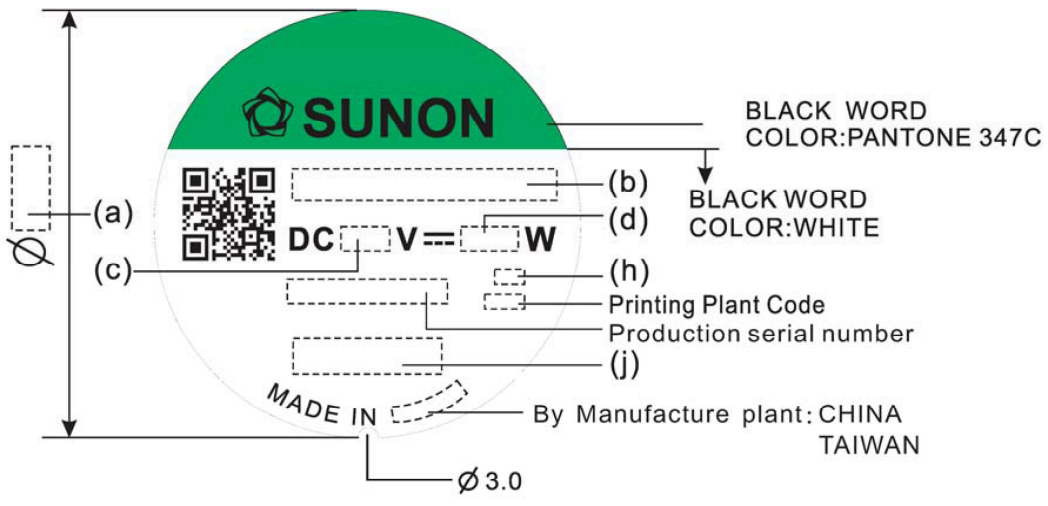 SUNON
BLACK WORD
COLOR:PANTONE 347C
(b)
BLACK WORD
COLOR:WHITE
(a)
(d)
DC V W
Ø
(c)
(h)
Printing Plant Code
Production serial number
(j)
MADE IN
By Manufacture plant: CHINA
TAIWAN
Ø 3.0